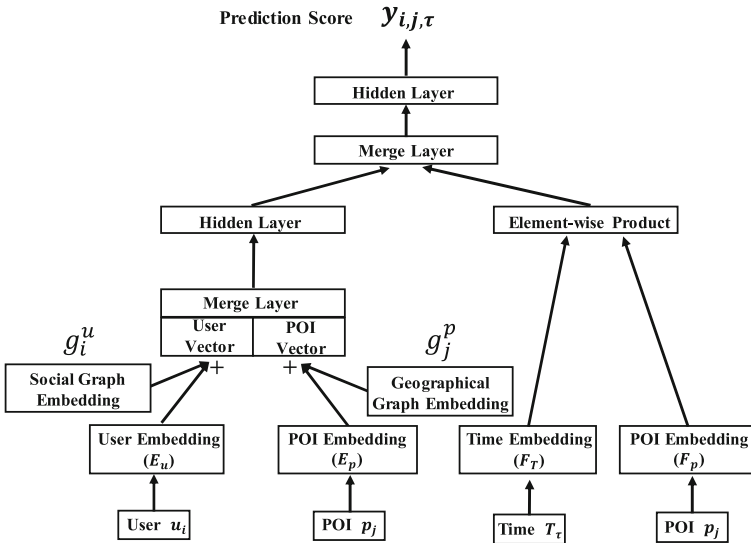 Prediction Score y_{i,j,τ}
Hidden Layer
Merge Layer
Hidden Layer
Element-wise Product
Merge Layer
User Vector
POI Vector
g_i^u
g_j^p
+
+
Social Graph
Embedding
Geographical
Graph Embedding
User Embedding
(E_u)
POI Embedding
(E_p)
Time Embedding
(F_T)
POI Embedding
(F_p)
User u_i
POI p_j
Time T_τ
POI p_j